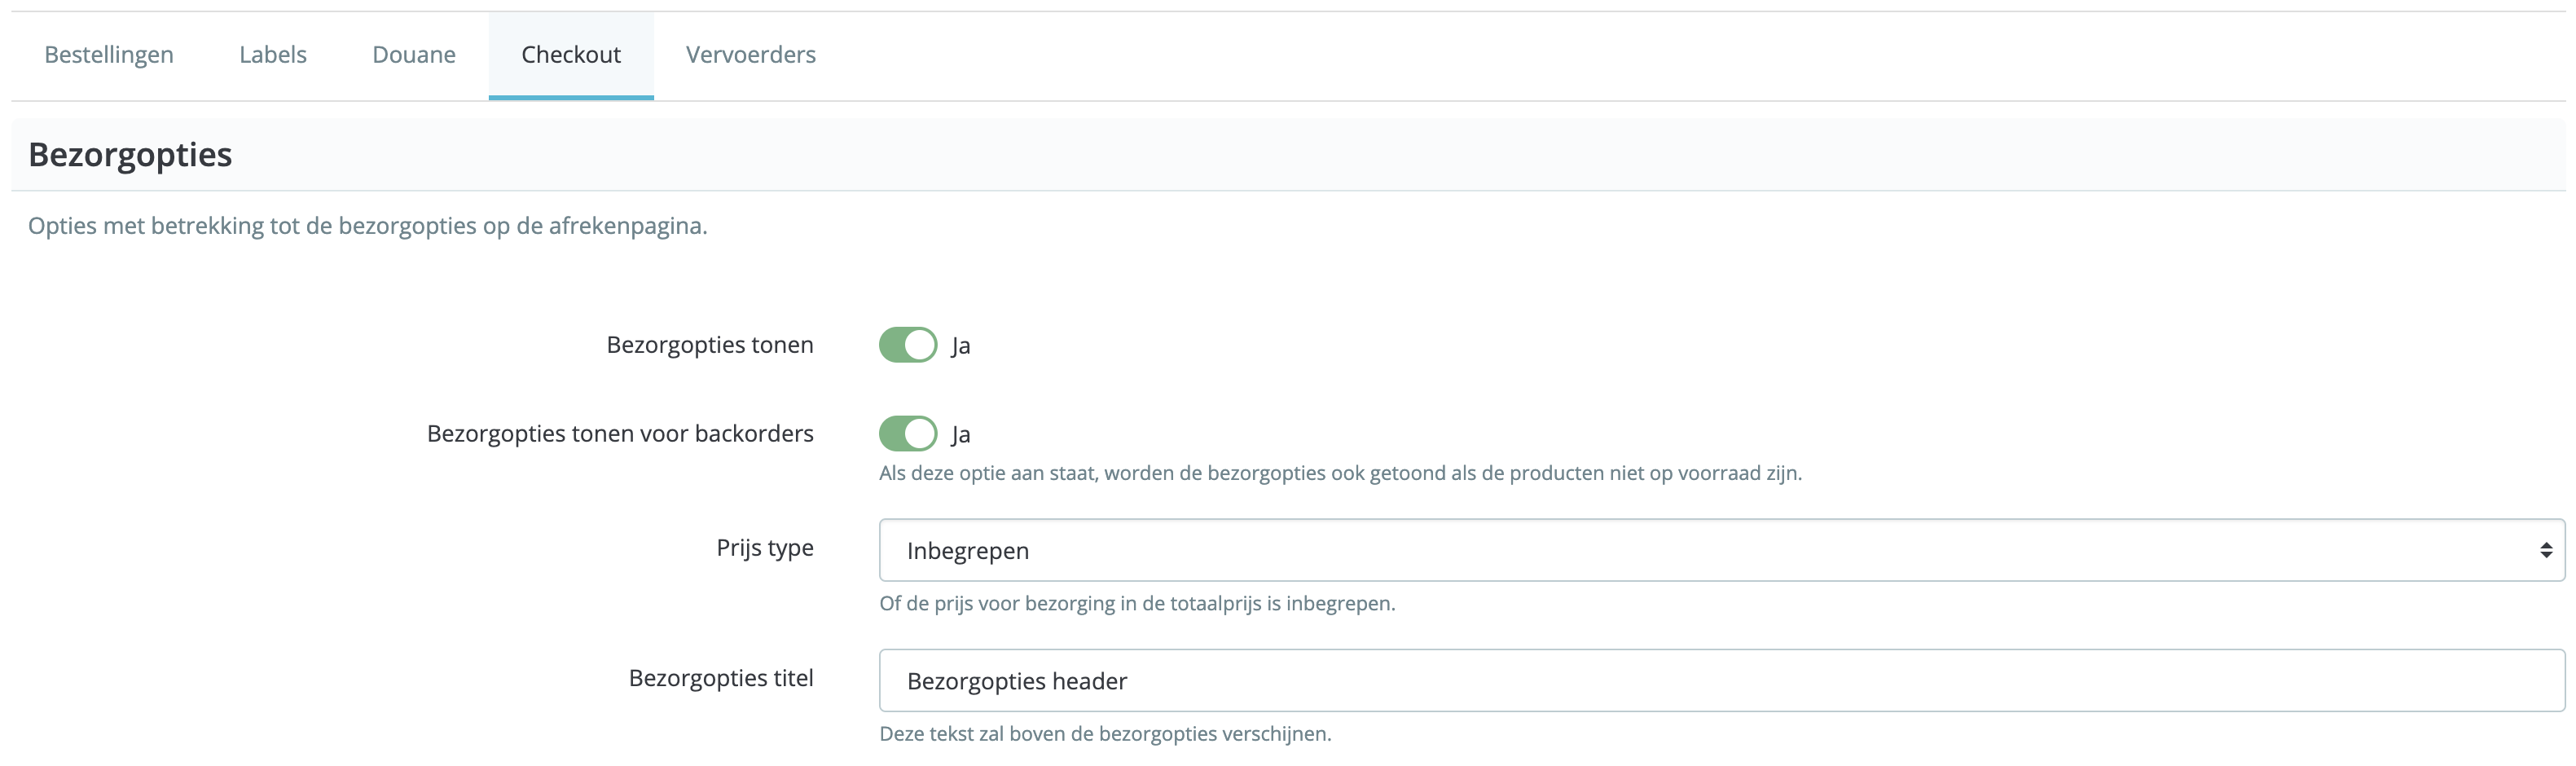 Bestellingen Labels Douane Checkout Vervoerders
Bezorgopties
Opties met betrekking tot de bezorgopties op de afrekenpagina.
Bezorgopties tonen Ja
Bezorgopties tonen voor backorders Ja
Als deze optie aan staat, worden de bezorgopties ook getoond als de producten niet op voorraad zijn.
Prijs type Inbegrepen
Of de prijs voor bezorging in de totaalprijs is inbegrepen.
Bezorgopties titel Bezorgopties header
Deze tekst zal boven de bezorgopties verschijnen.